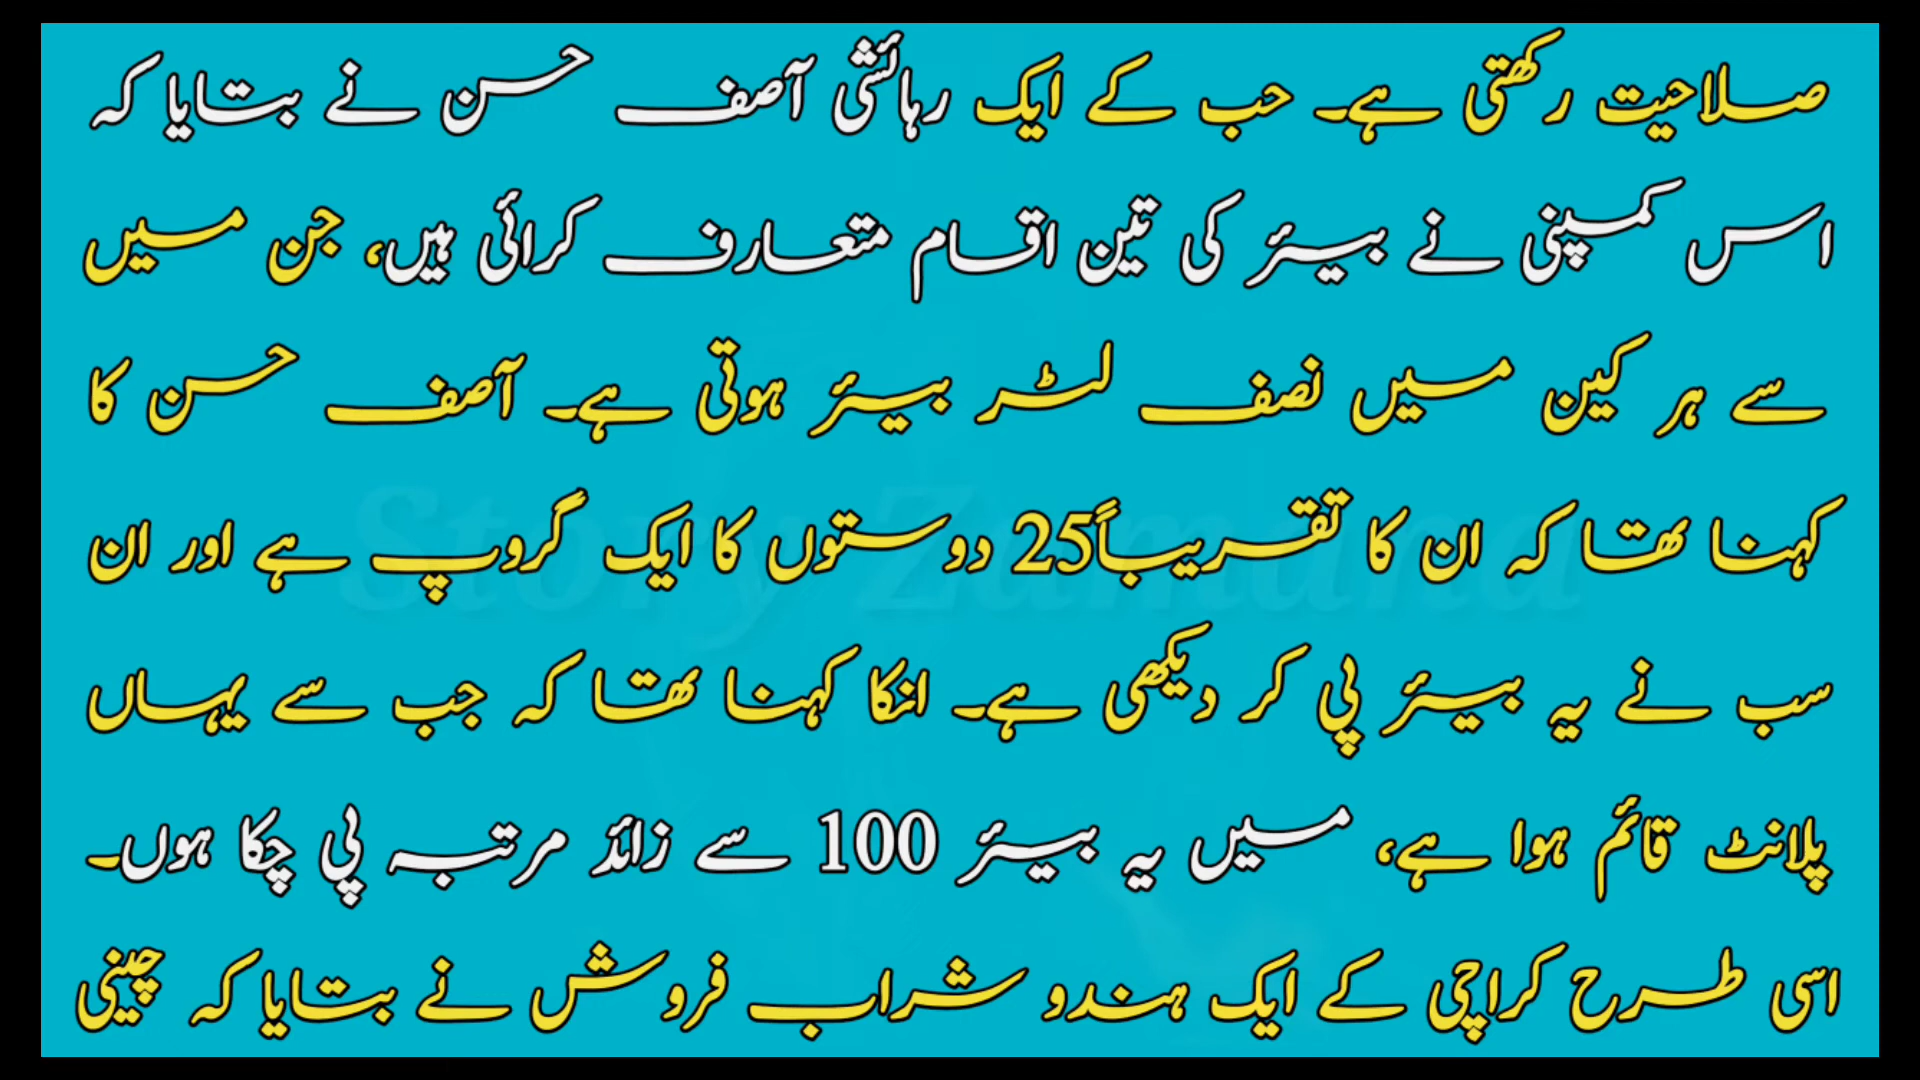 صلاحیت رکھتی ہے۔ حب کے ایک رہائشی آصف حسن نے بتایا کہ
اس کمپنی نے بیئر کی تین اقسام متعارف کرائی ہیں، جن میں
سے ہر کین میں نصف لٹر بیئر ہوتی ہے۔ آصف حسن کا
کہنا تھا کہ ان کا تقریباً25 دوستوں کا ایک گروپ ہے اور ان
سب نے یہ بیئر پی کر دیکھی ہے۔ انکا کہنا تھا کہ جب سے یہاں
پلانٹ قائم ہوا ہے، میں یہ بیئر 100 سے زائد مرتبہ پی چکا ہوں۔
اسی طرح کراچی کے ایک ہندو شراب فروش نے بتایا کہ چینی
Story Zamana